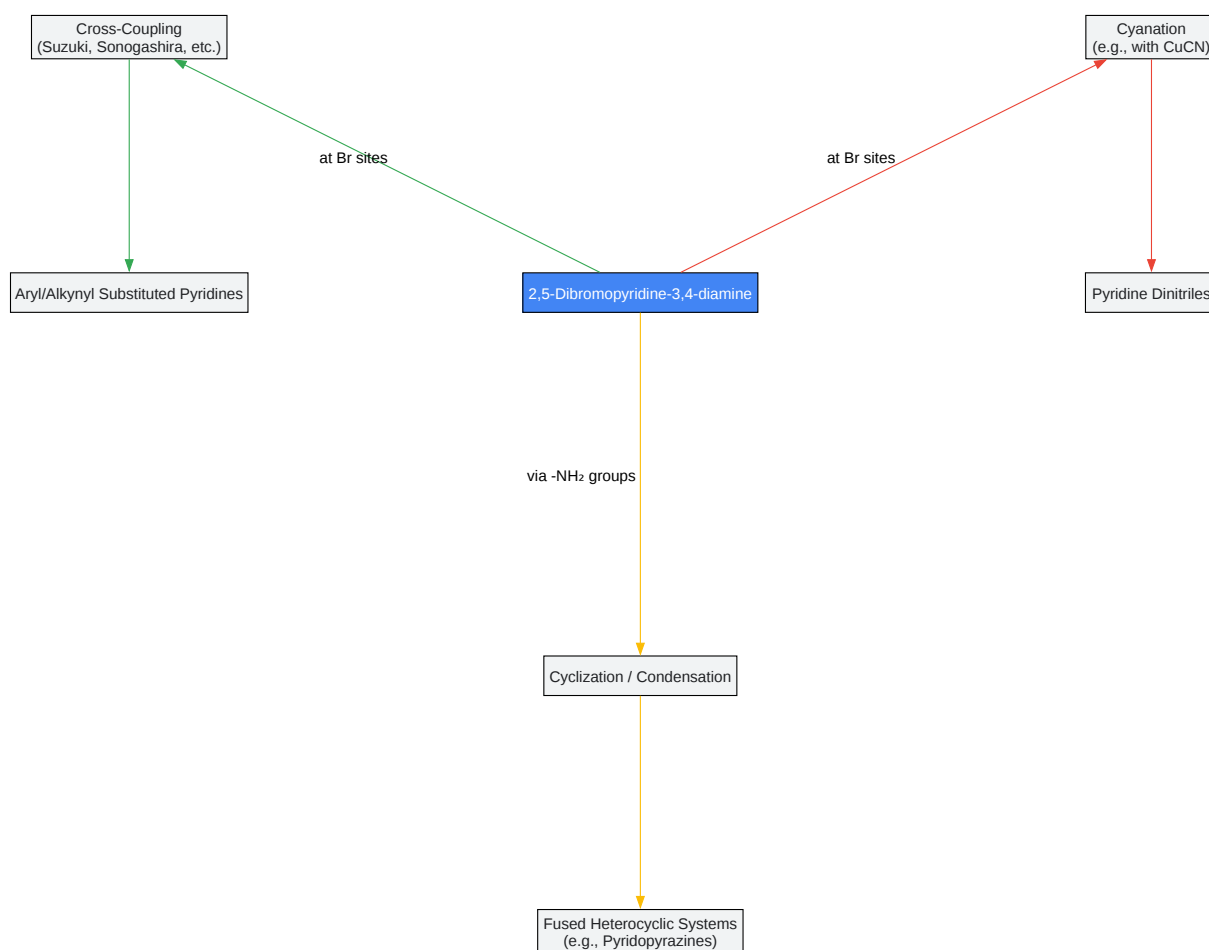 Cross-Coupling
(Suzuki, Sonogashira, etc.)
Cyanation
(e.g., with CuCN)
at Br sites
at Br sites
Aryl/Alkynyl Substituted Pyridines
2,5-Dibromopyridine-3,4-diamine
Pyridine Dinitriles
via -NH₂ groups
Cyclization / Condensation
Fused Heterocyclic Systems
(e.g., Pyridopyrazines)